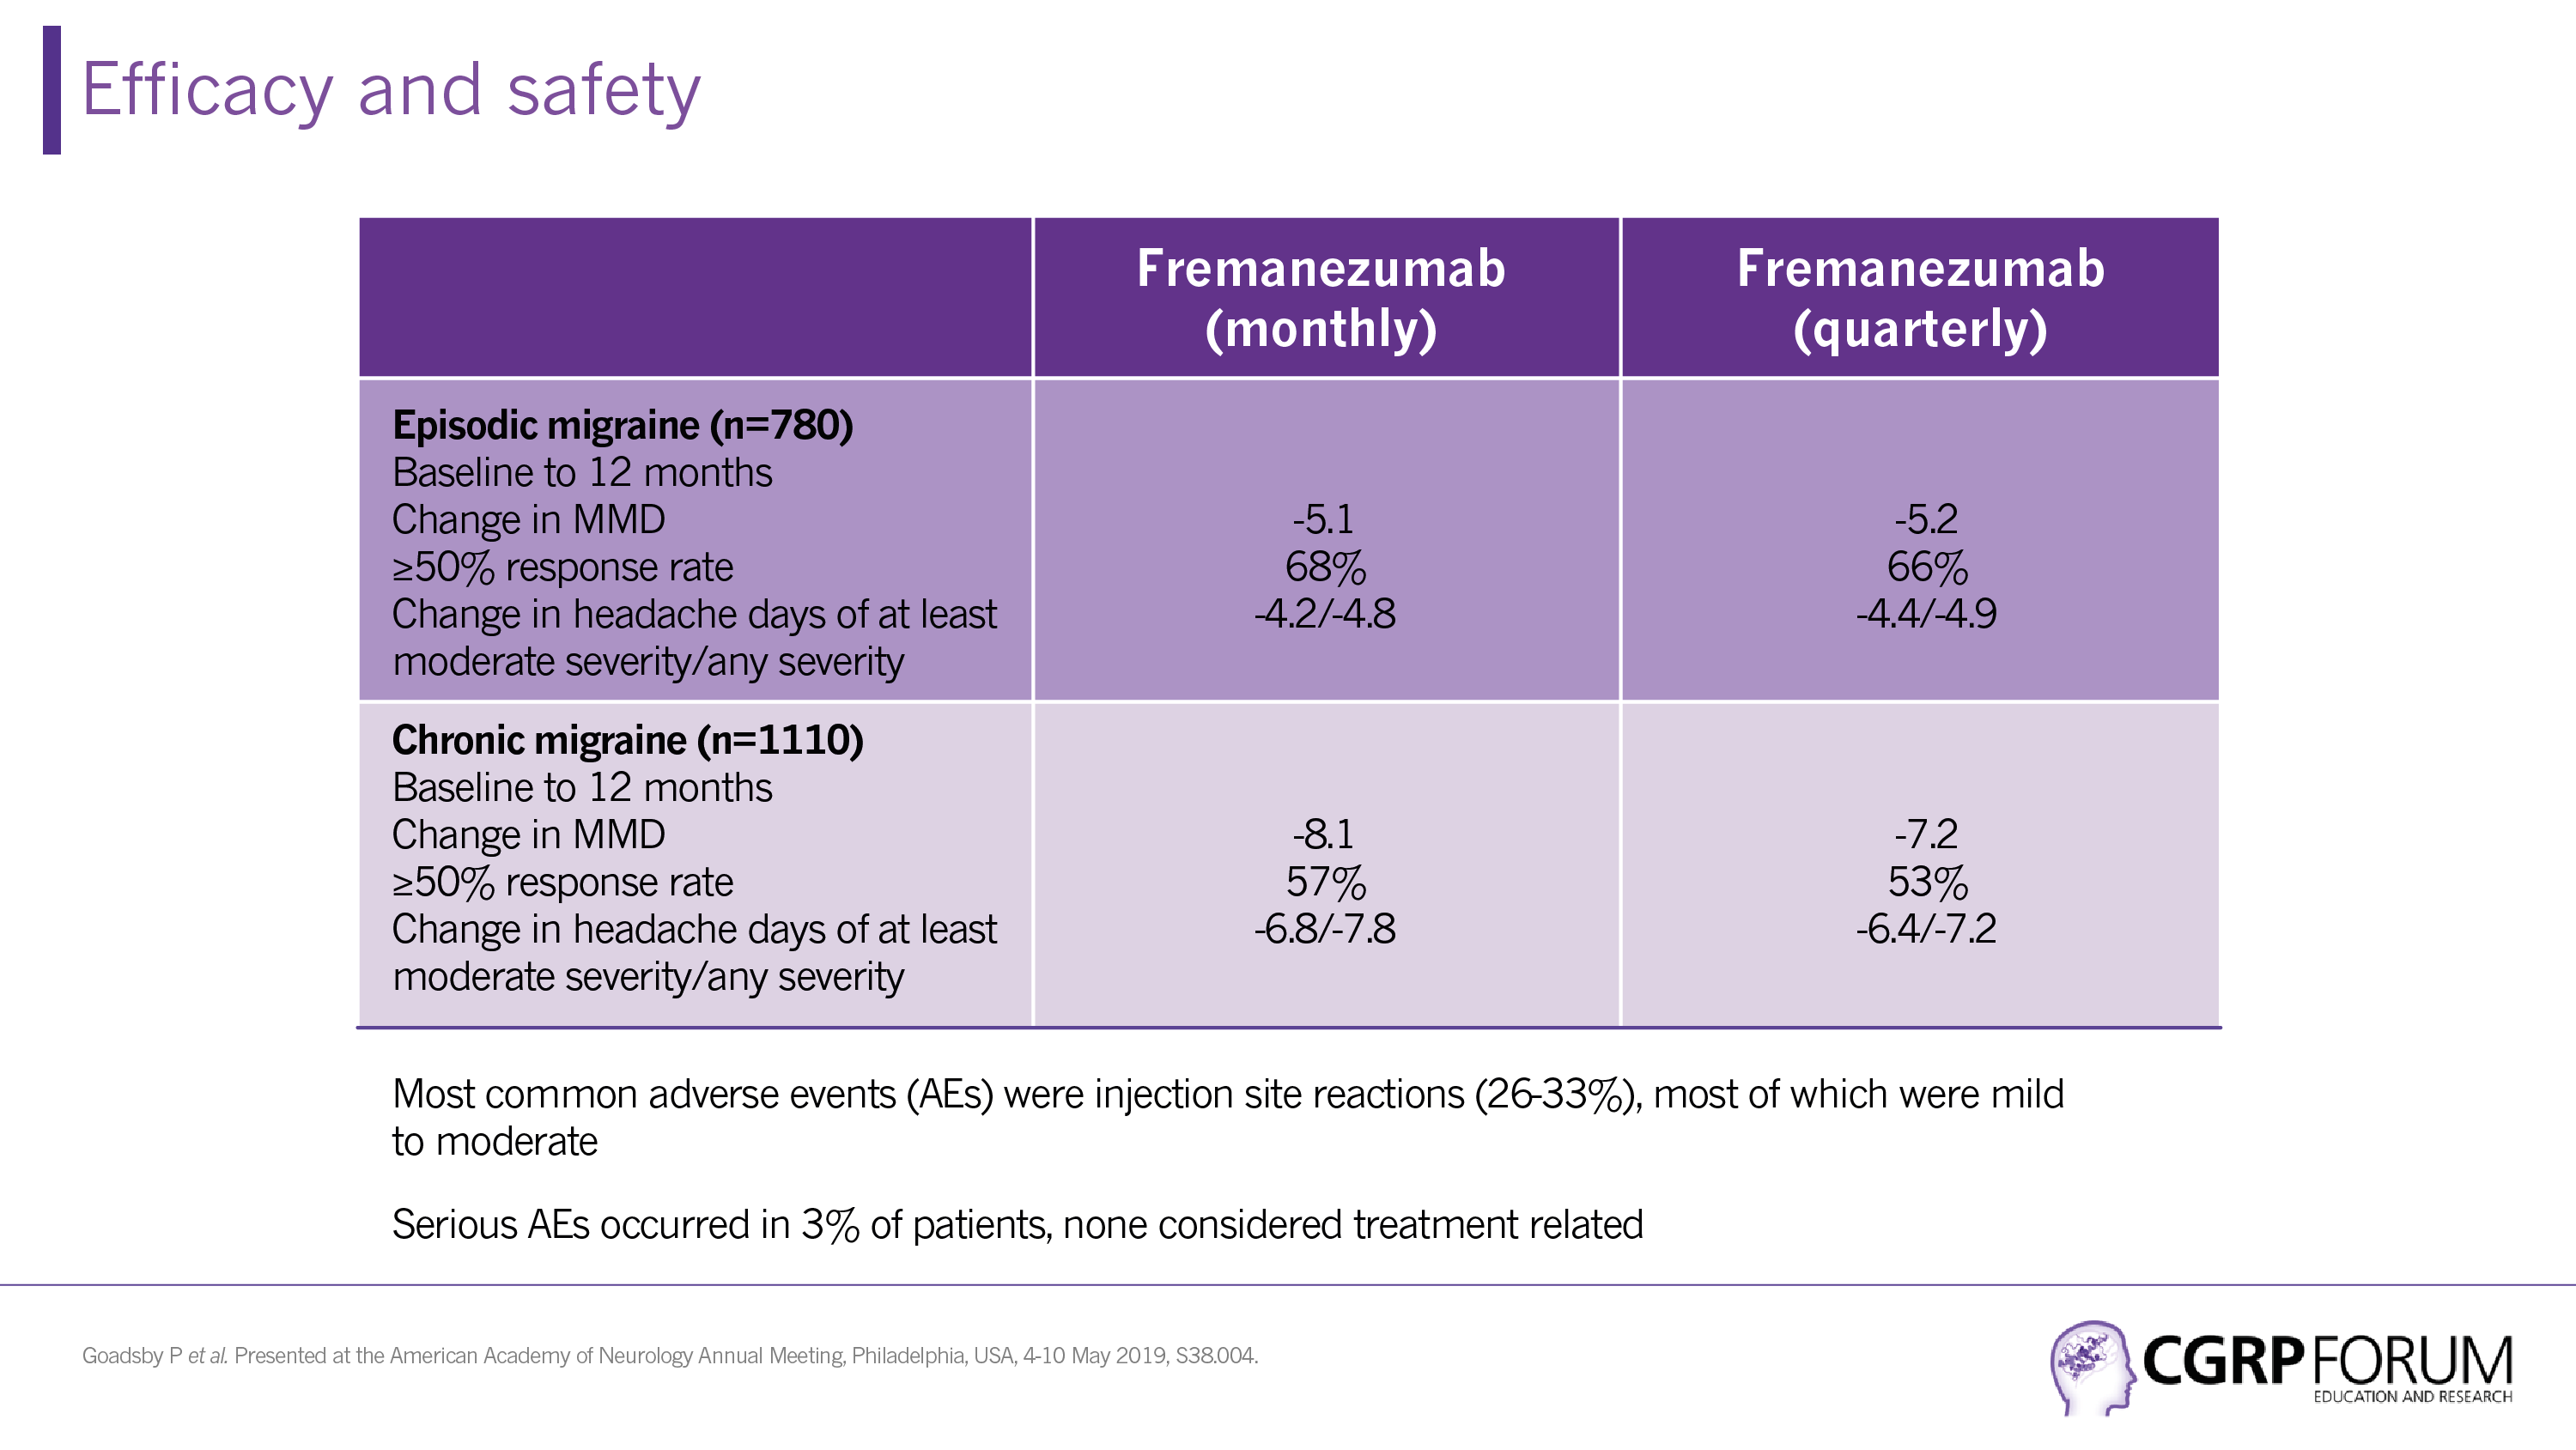 Efficacy and safety
Fremanezumab
(monthly)
Fremanezumab
(quarterly)
Episodic migraine (n=780)
Baseline to 12 months
Change in MMD -5.1 -5.2
≥50% response rate 68% 66%
Change in headache days of at least -4.2/-4.8 -4.4/-4.9
moderate severity/any severity
Chronic migraine (n=1110)
Baseline to 12 months
Change in MMD -8.1 -7.2
≥50% response rate 57% 53%
Change in headache days of at least -6.8/-7.8 -6.4/-7.2
moderate severity/any severity
Most common adverse events (AEs) were injection site reactions (26-33%), most of which were mild
to moderate
Serious AEs occurred in 3% of patients, none considered treatment related
Goadsby P et al. Presented at the American Academy of Neurology Annual Meeting, Philadelphia, USA, 4-10 May 2019, S38.004.
CGRP FORUM
EDUCATION AND RESEARCH